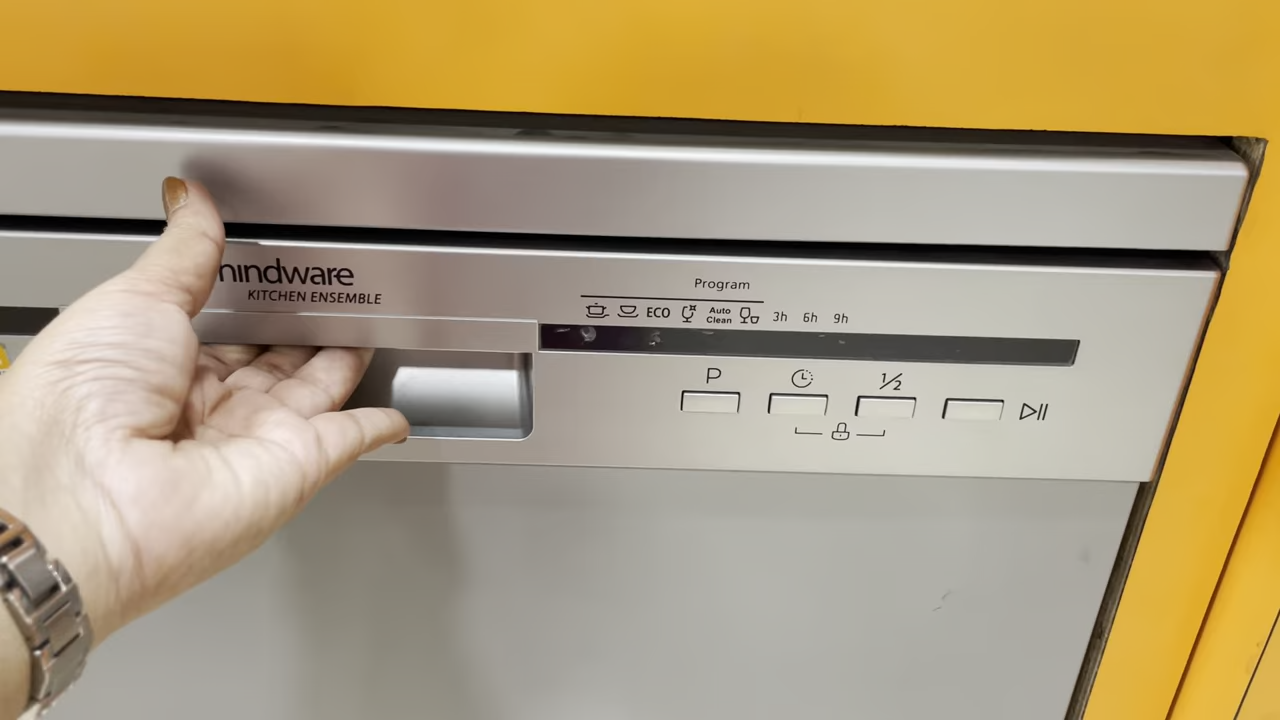 hindware
KITCHEN ENSEMBLE
Program
ECO
Auto
Clean
3h 6h 9h
P
1/2